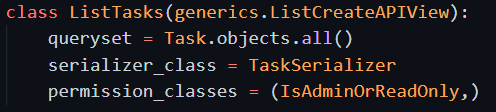 class ListTasks(generics.ListCreateAPIView):
    queryset = Task.objects.all()
    serializer_class = TaskSerializer
    permission_classes = (IsAdminOrReadOnly,)